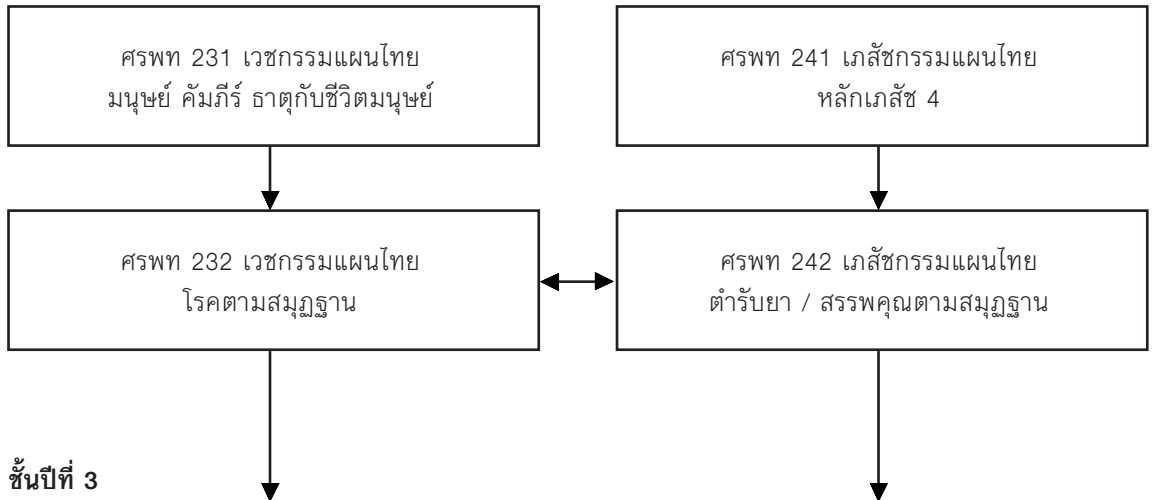 ศรพท 231 เวชกรรมแผนไทย
มนุษย์ คัมภีร์ ธาตุกับชีวิตมนุษย์
ศรพท 241 เภสัชกรรมแผนไทย
หลักเภสัช 4
ศรพท 232 เวชกรรมแผนไทย
โรคตามสมุฏฐาน
ศรพท 242 เภสัชกรรมแผนไทย
ตำรับยา / สรรพคุณตามสมุฏฐาน
ชั้นปีที่ 3